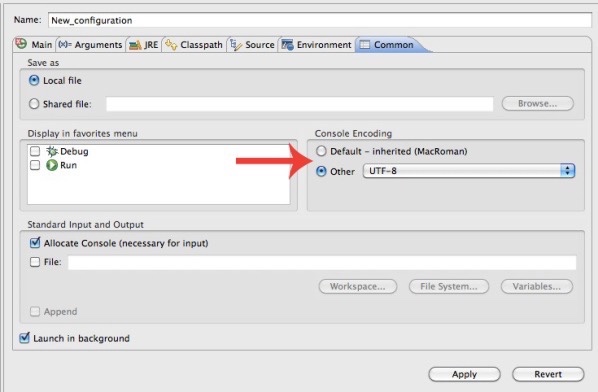 Name: New_configuration
Main (x)= Arguments JRE Classpath Source Environment Common
Save as
Local file
Shared file: Browse...
Display in favorites menu Console Encoding
Debug Default - inherited (MacRoman)
Run Other UTF-8
Standard Input and Output
Allocate Console (necessary for input)
File:
Workspace... File System... Variables...
Append
Launch in background
Apply Revert